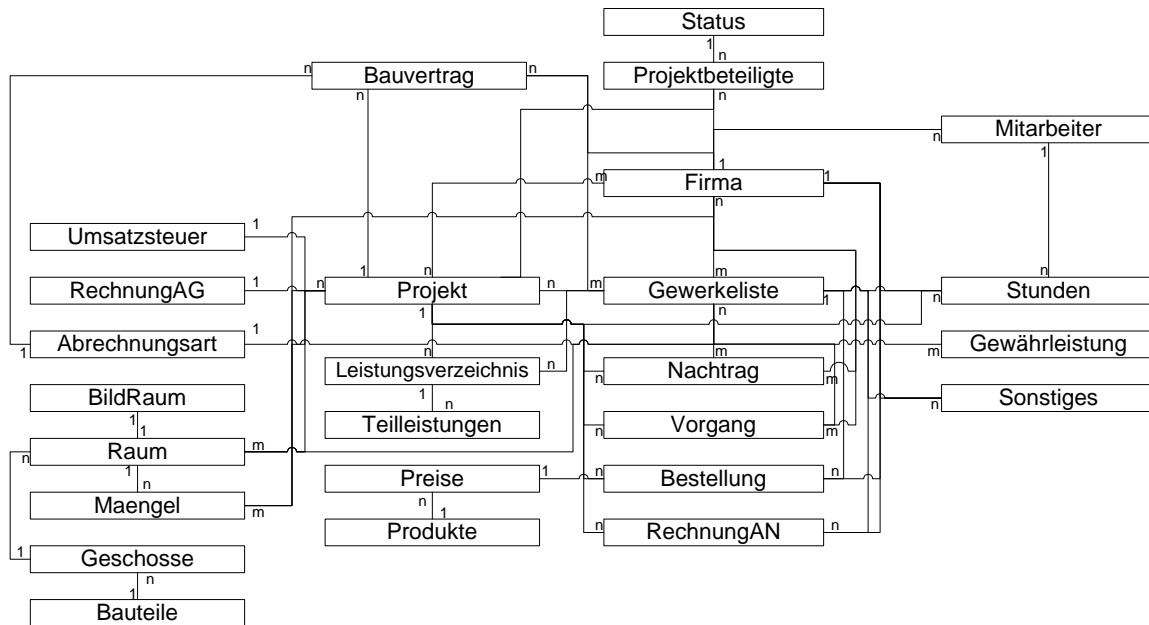 Status
1
n
n Bauvertrag n Projektbeteiligte
n n
Mitarbeiter
n 1
1
m Firma 1
n
1
Umsatzsteuer
1 n m n
RechnungAG 1 n Projekt n m Gewerkeliste 1 n Stunden
1 n
1 Abrechnungsart 1 m Gewährleistung
n m
Leistungsverzeichnis n n Nachtrag m
BildRaum Sonstiges
1 n
1 1 n
Teilleistungen n Vorgang m
n Raum m
1 Preise 1 n Bestellung n
n n
Maengel m 1
Produkte n RechnungAN n
1 Geschosse
n
1
Bauteile